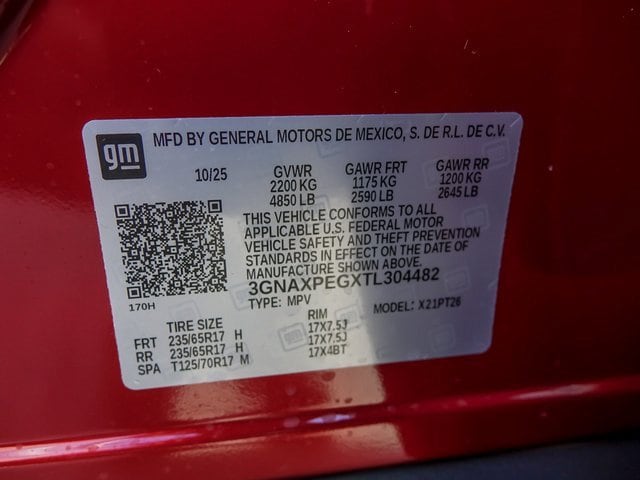 gm
MFD BY GENERAL MOTORS DE MEXICO, S. DE R.L. DE C.V.
10/25 GVWR GAWR FRT GAWR RR
2200 KG 1175 KG 1200 KG
4850 LB 2590 LB 2645 LB
THIS VEHICLE CONFORMS TO ALL
APPLICABLE U.S. FEDERAL MOTOR
VEHICLE SAFETY AND THEFT PREVENTION
STANDARDS IN EFFECT ON THE DATE OF
MANUFACTURE SHOWN ABOVE.
3GNAXPEGXTL304482
170H
TYPE: MPV MODEL: X21PT26
TIRE SIZE RIM
FRT 235/65R17 H 17X7.5J
RR 235/65R17 H 17X7.5J
SPA T125/70R17 M 17X4BT